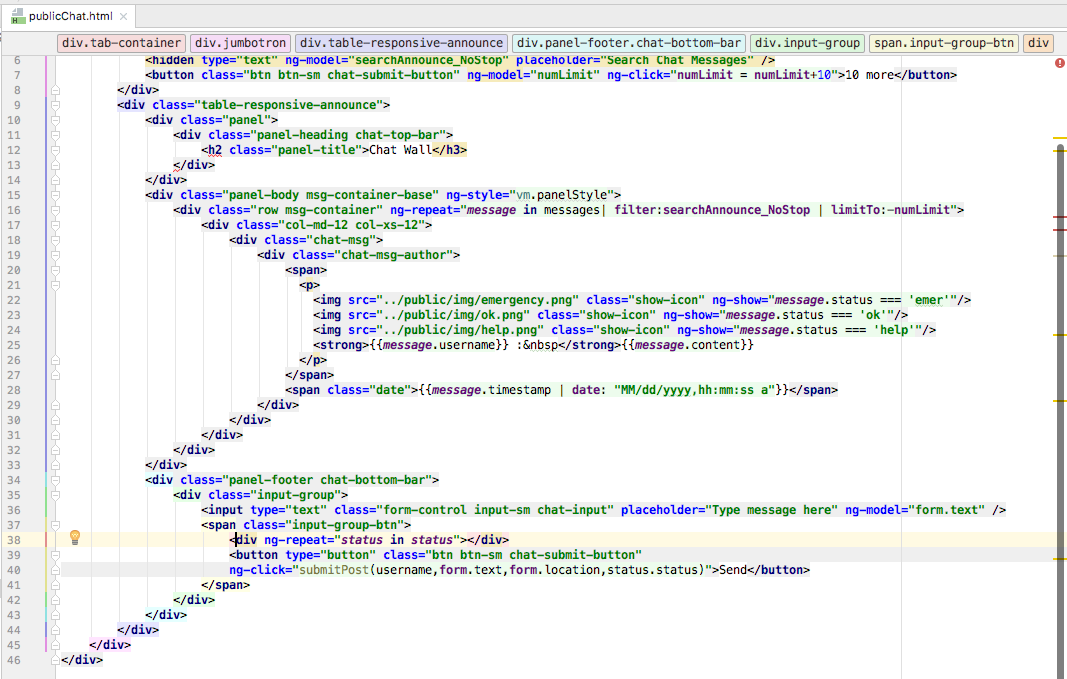 publicChat.html
div.tab-container div.jumbotron div.table-responsive-announce div.panel-footer.chat-bottom-bar div.input-group span.input-group-btn div
6 <hidden type="text" ng-model="searchAnnounce_NoStop" placeholder="Search Chat Messages" />
7 <button class="btn btn-sm chat-submit-button" ng-model="numLimit" ng-click="numLimit = numLimit+10">10 more</button>
8 </div>
9 <div class="table-responsive-announce">
10 <div class="panel">
11 <div class="panel-heading chat-top-bar">
12 <h2 class="panel-title">Chat Wall</h3>
13 </div>
14 </div>
15 <div class="panel-body msg-container-base" ng-style="vm.panelStyle">
16 <div class="row msg-container" ng-repeat="message in messages| filter:searchAnnounce_NoStop | limitTo:-numLimit">
17 <div class="col-md-12 col-xs-12">
18 <div class="chat-msg">
19 <div class="chat-msg-author">
20 <span>
21 <p>
22 <img src="../public/img/emergency.png" class="show-icon" ng-show="message.status === 'emer'"/>
23 <img src="../public/img/ok.png" class="show-icon" ng-show="message.status === 'ok'"/>
24 <img src="../public/img/help.png" class="show-icon" ng-show="message.status === 'help'"/>
25 <strong>{{message.username}} :&nbsp</strong>{{message.content}}
26 </p>
27 </span>
28 <span class="date">{{message.timestamp | date: "MM/dd/yyyy,hh:mm:ss a"}}</span>
29 </div>
30 </div>
31 </div>
32 </div>
33 </div>
34 <div class="panel-footer chat-bottom-bar">
35 <div class="input-group">
36 <input type="text" class="form-control input-sm chat-input" placeholder="Type message here" ng-model="form.text" />
37 <span class="input-group-btn">
38 <div ng-repeat="status in status"></div>
39 <button type="button" class="btn btn-sm chat-submit-button"
40 ng-click="submitPost(username,form.text,form.location,status.status)">Send</button>
41 </span>
42 </div>
43 </div>
44 </div>
45 </div>
46 </div>